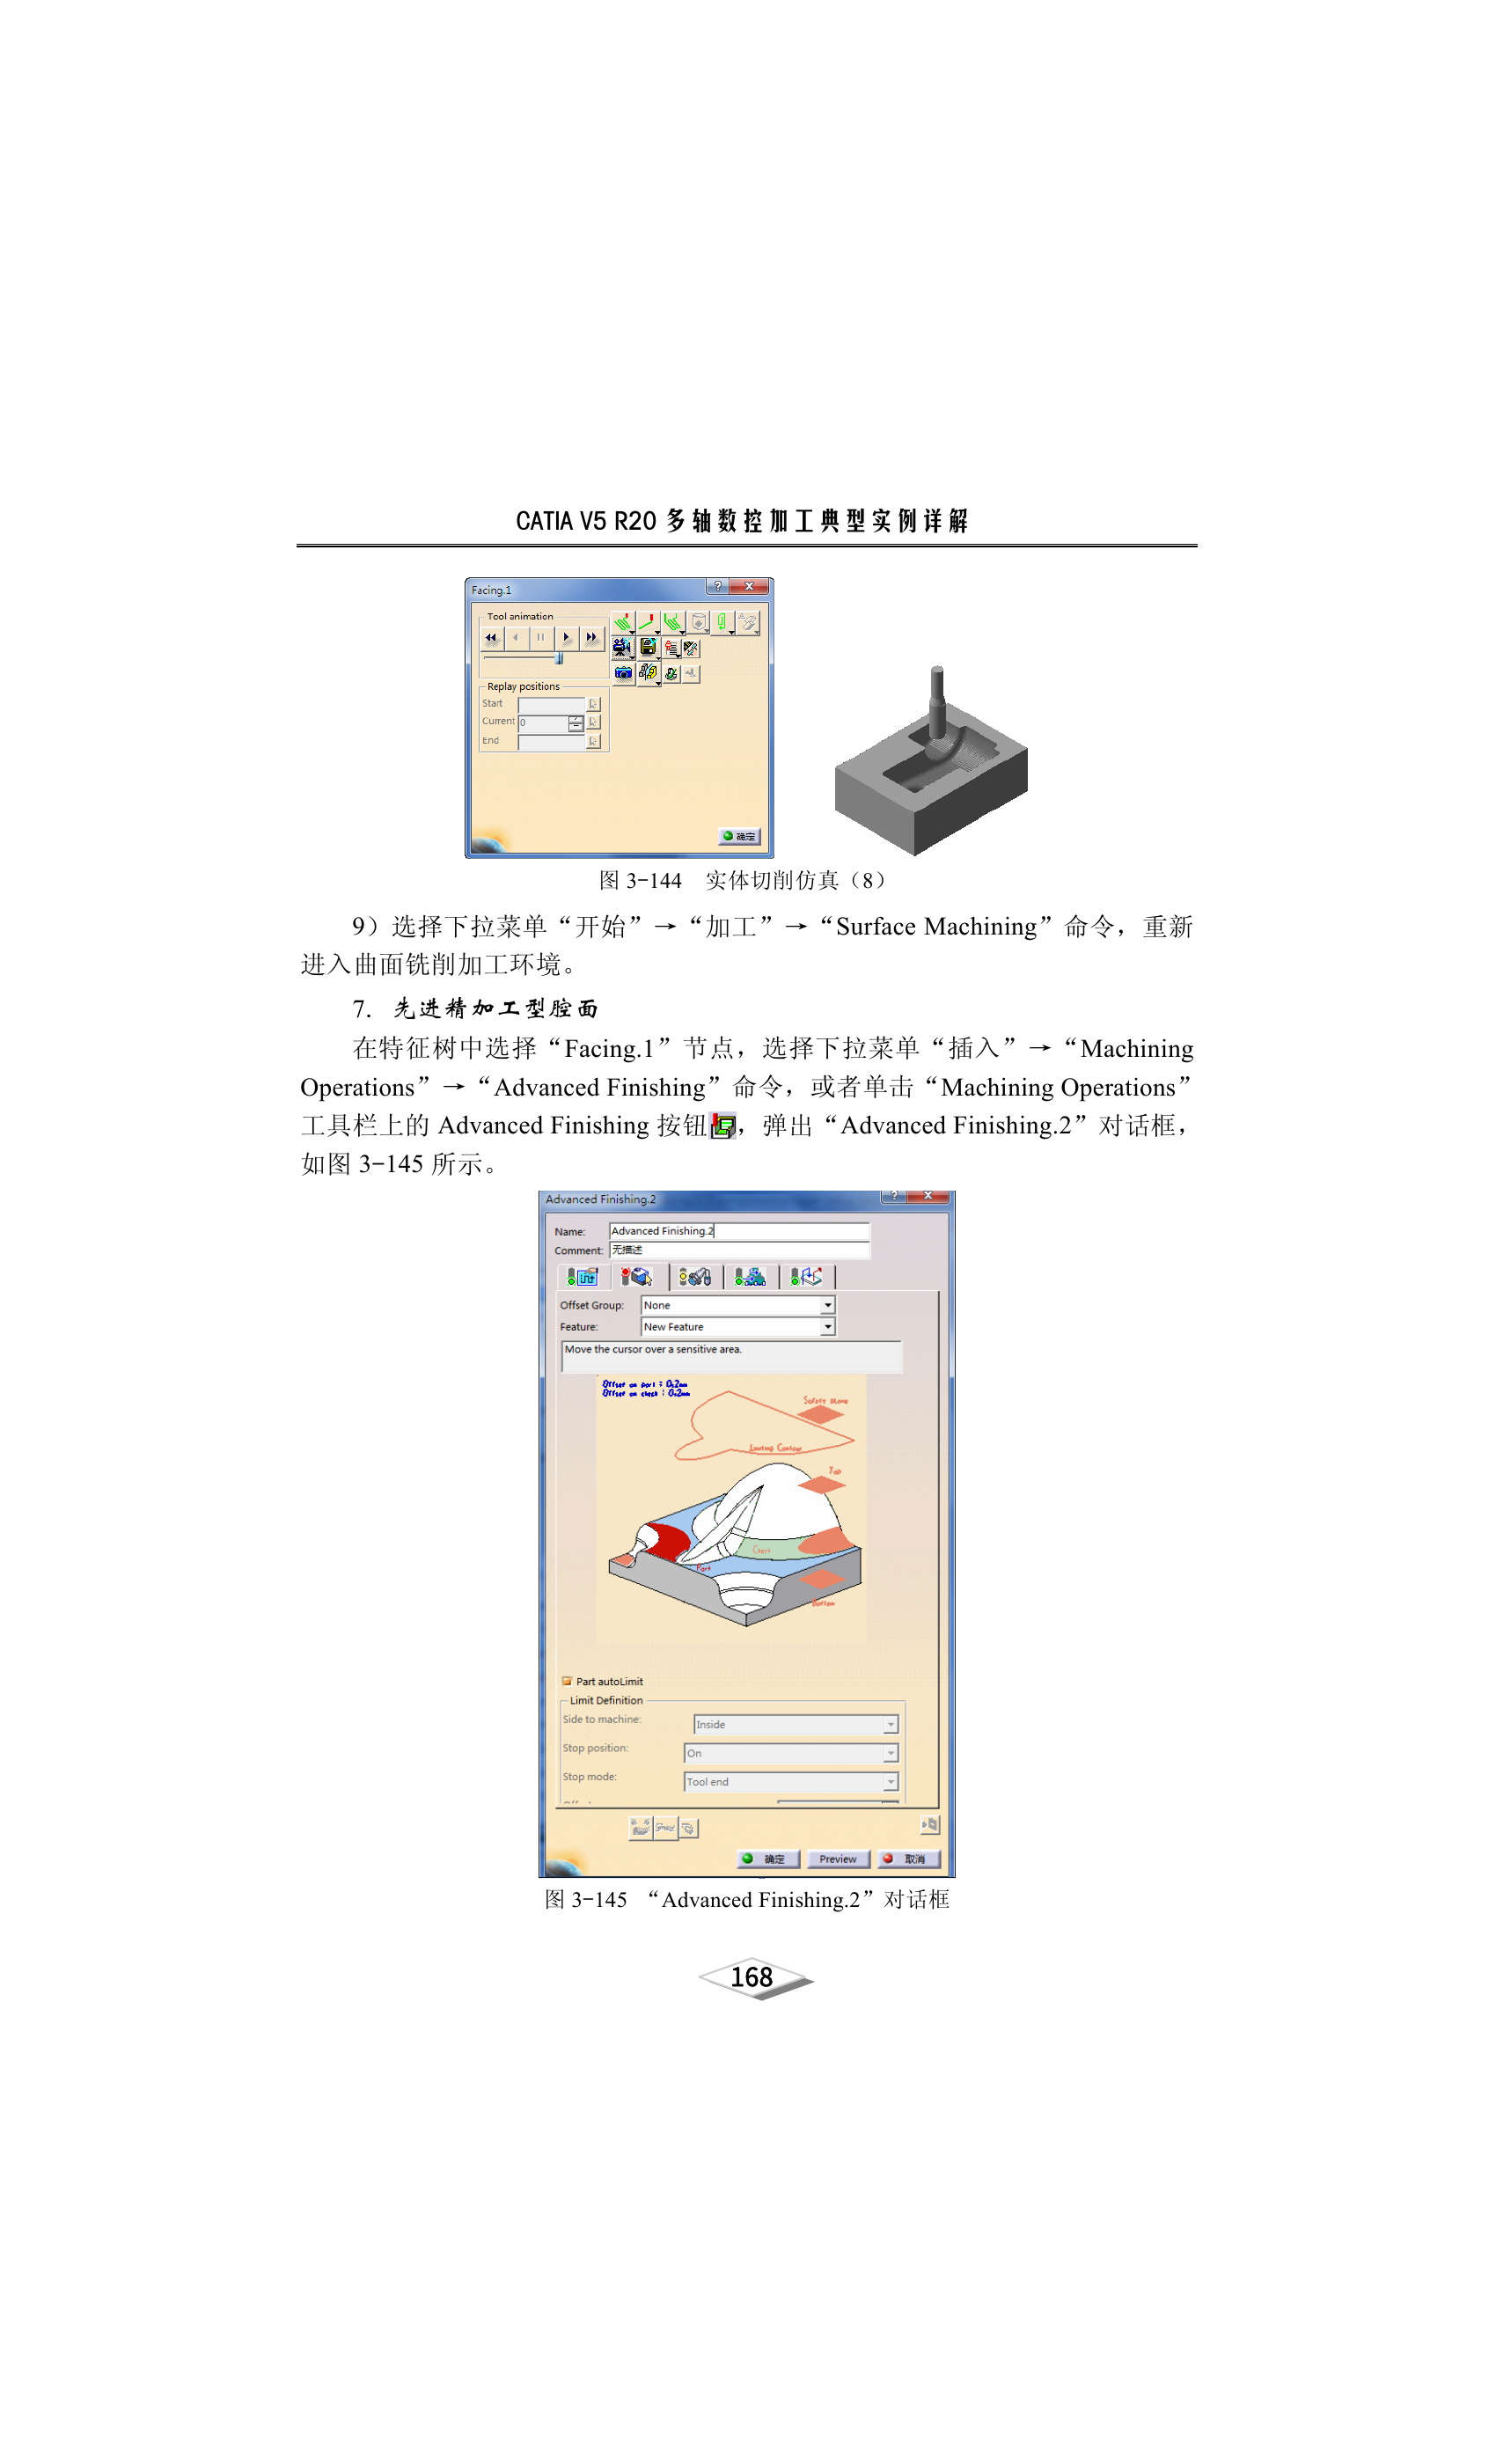 CATIA V5 R20 多轴数控加工典型实例详解
Facing.1
Tool animation
Replay positions
Start
Current 0
End
确定
图 3-144 实体切削仿真（8）
9）选择下拉菜单“开始”→“加工”→“Surface Machining”命令，重新
进入曲面铣削加工环境。
7. 先进精加工型腔面
在特征树中选择“Facing.1”节点，选择下拉菜单“插入”→“Machining
Operations”→“Advanced Finishing”命令，或者单击“Machining Operations”
工具栏上的 Advanced Finishing 按钮，弹出“Advanced Finishing.2”对话框，
如图 3-145 所示。
Advanced Finishing.2
Name: Advanced Finishing.2
Comment: 无描述
Offset Group: None
Feature: New Feature
Move the cursor over a sensitive area.
Offset on part : 0.2mm
Offset on check : 0.2mm
Safety plane
Limiting Contour
Top
Check
Part
Bottom
Part autoLimit
Limit Definition
Side to machine: Inside
Stop position: On
Stop mode: Tool end
确定 Preview 取消
图 3-145 “Advanced Finishing.2”对话框
168